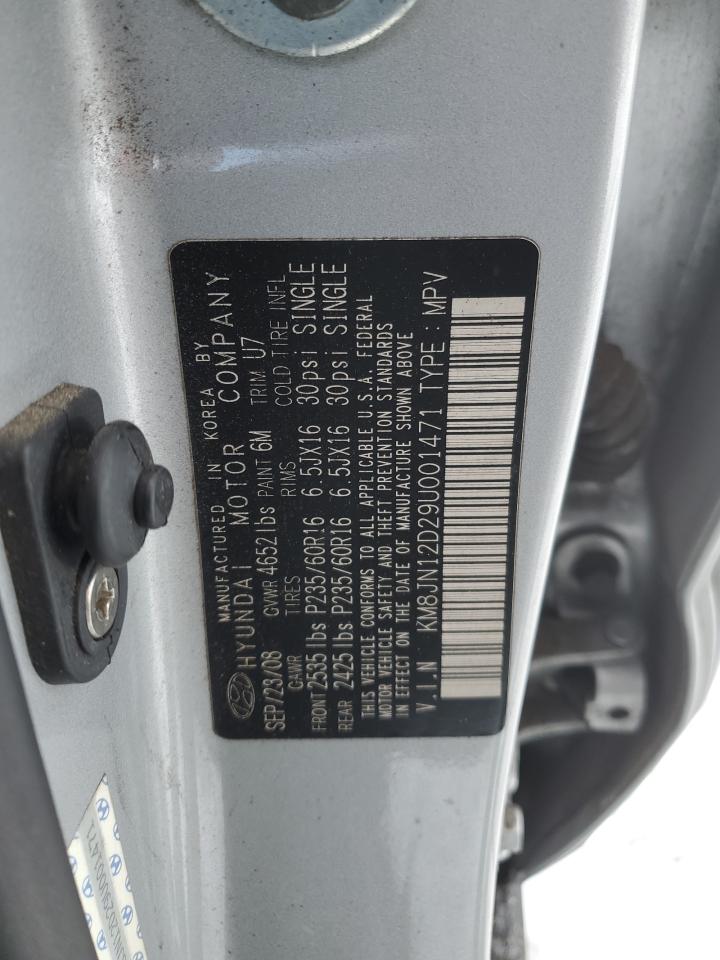 MANUFACTURED IN KOREA BY
HYUNDAI MOTOR COMPANY
SEP/23/08 GVWR 4652 lbs PAINT 6M TRIM U7
GAWR TIRES RIMS COLD TIRE INFL
FRONT 2535 lbs P235/60R16 6.5JX16 30psi SINGLE
REAR 2425 lbs P235/60R16 6.5JX16 30psi SINGLE
THIS VEHICLE CONFORMS TO ALL APPLICABLE U.S.A. FEDERAL
MOTOR VEHICLE SAFETY AND THEFT PREVENTION STANDARDS
IN EFFECT ON THE DATE OF MANUFACTURE SHOWN ABOVE
V.I.N KM8JN12D29U001471 TYPE : MPV